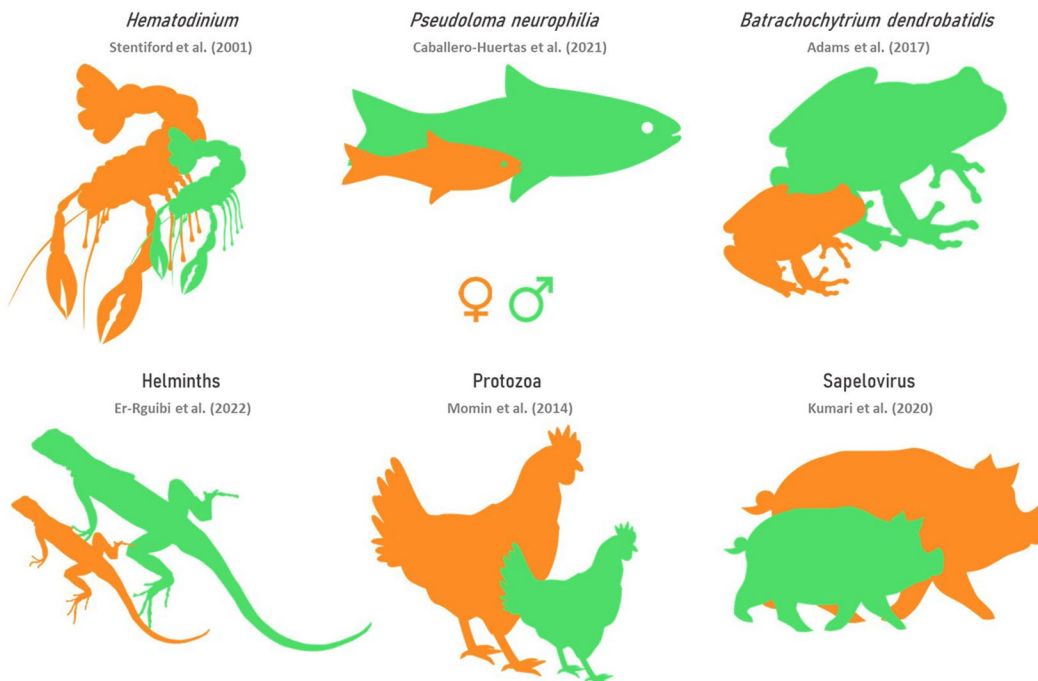 Hematodinium
Stentiford et al. (2001)
Pseudoloma neurophilia
Caballero-Huertas et al. (2021)
Batrachochytrium dendrobatidis
Adams et al. (2017)
♀ ♂
Helminths
Er-Rguibi et al. (2022)
Protozoa
Momin et al. (2014)
Sapelovirus
Kumari et al. (2020)